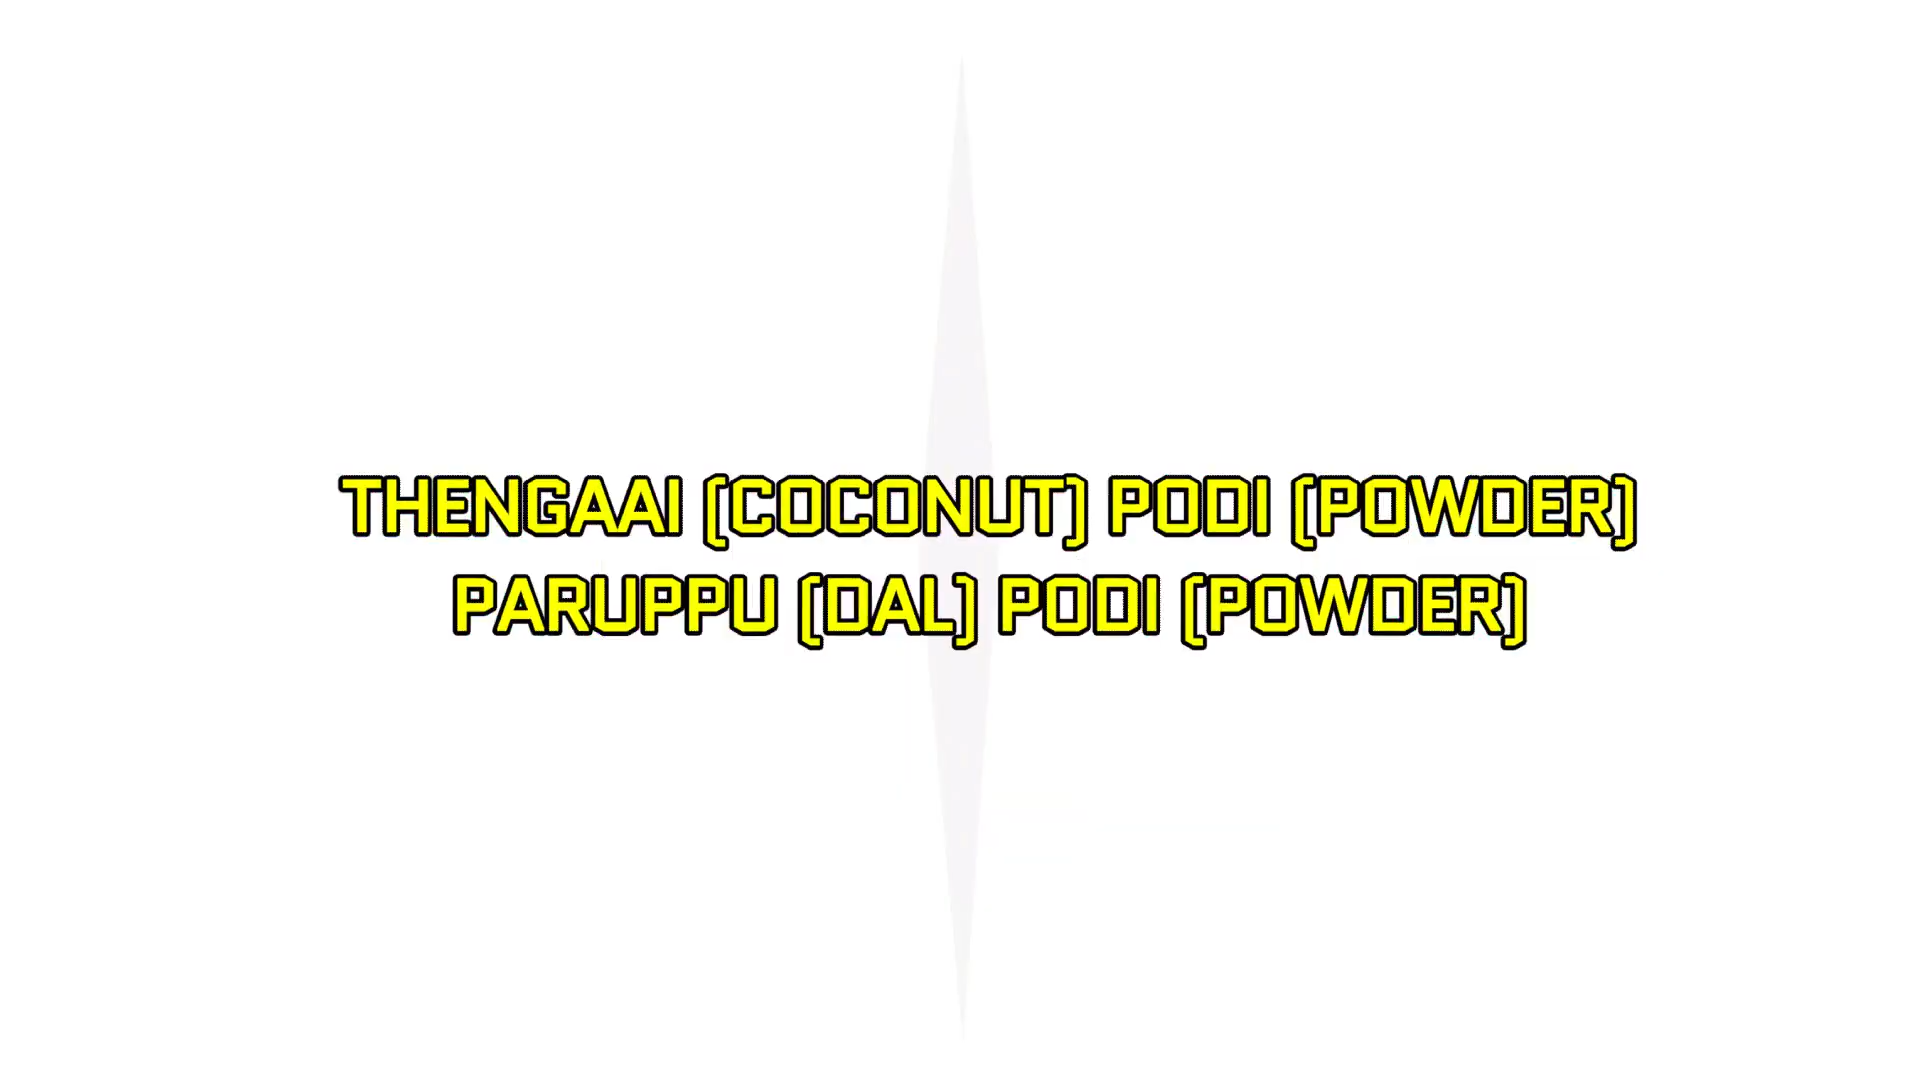 THENGAAI (COCONUT) PODI (POWDER)
PARUPPU (DAL) PODI (POWDER)